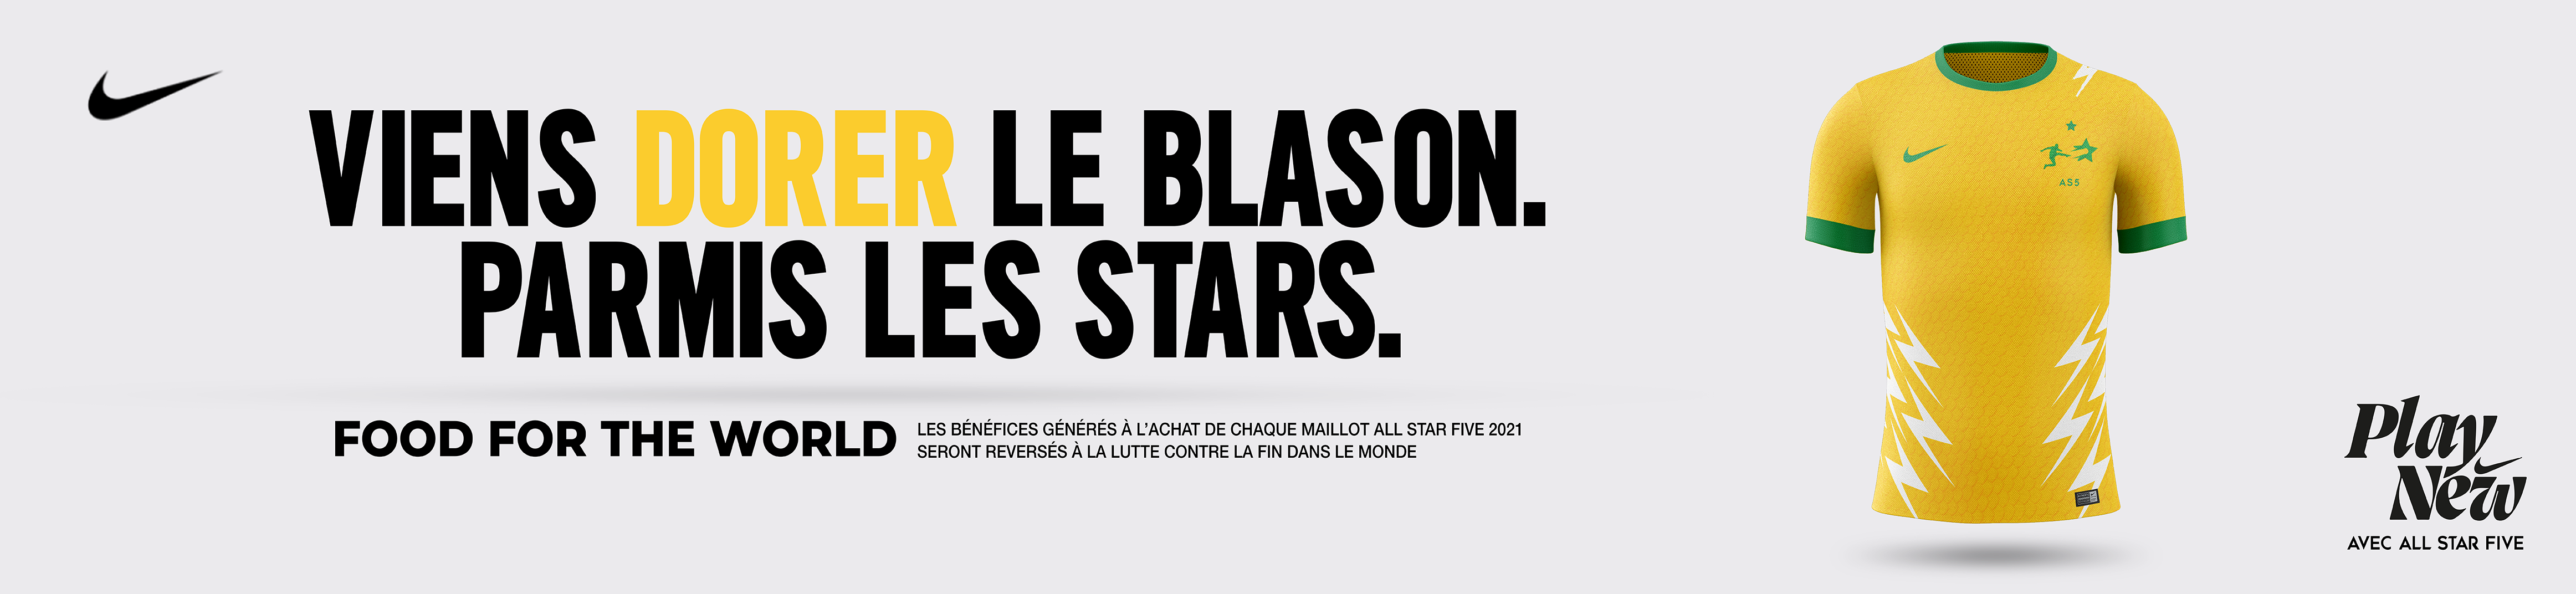 VIENS DORER LE BLASON.
PARMIS LES STARS.
FOOD FOR THE WORLD
LES BÉNÉFICES GÉNÉRÉS À L'ACHAT DE CHAQUE MAILLOT ALL STAR FIVE 2021
SERONT REVERSÉS À LA LUTTE CONTRE LA FIN DANS LE MONDE
AS5
Play
New
AVEC ALL STAR FIVE